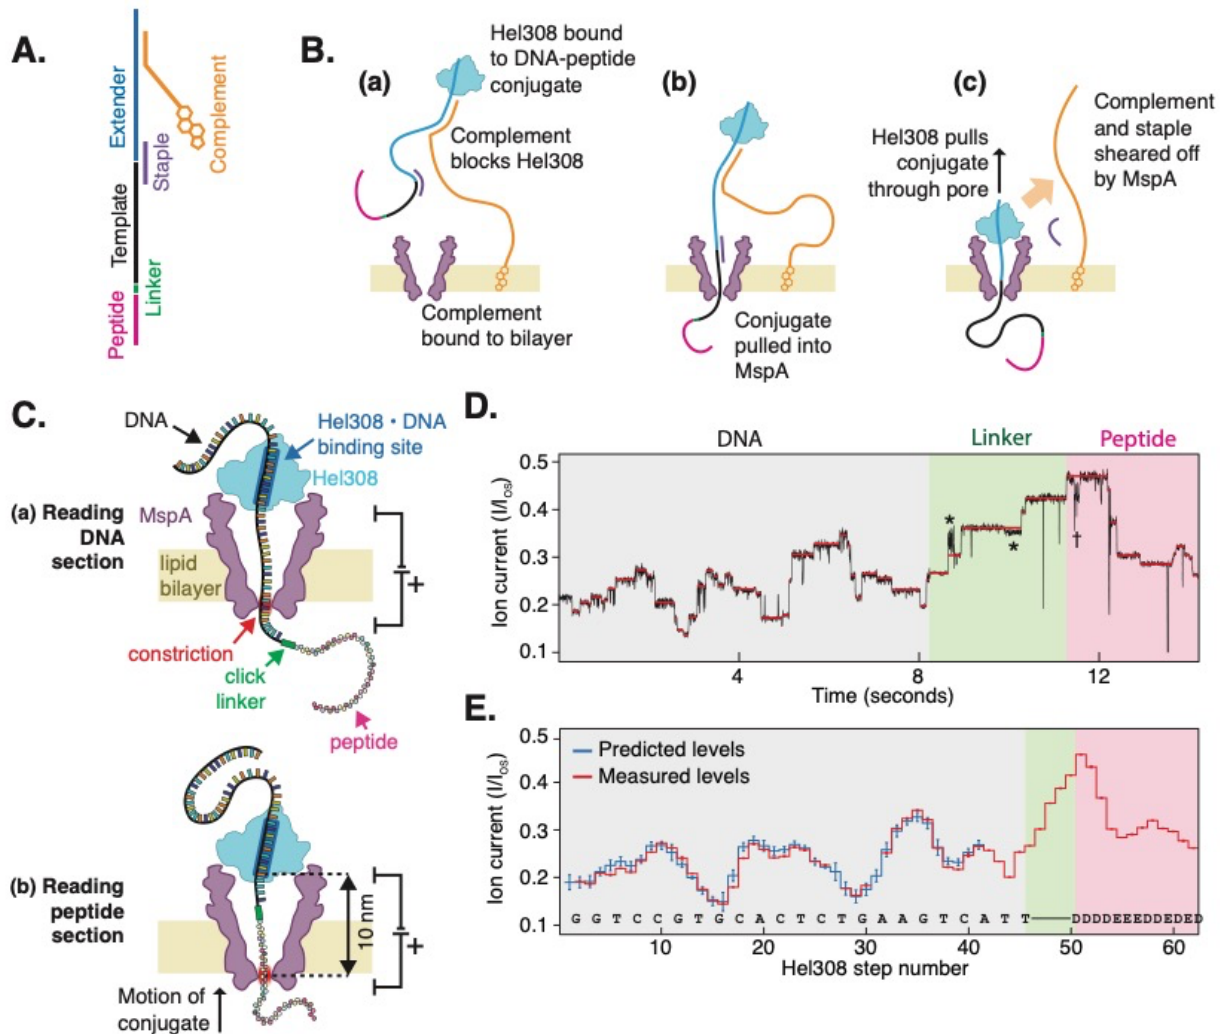 A.
Extender
Staple
Complement
Template
Linker
Peptide
B.
(a)
Hel308 bound
to DNA-peptide
conjugate
Complement
blocks Hel308
Complement
bound to bilayer
(b)
Conjugate
pulled into
MspA
(c)
Hel308 pulls
conjugate
through pore
Complement
and staple
sheared off
by MspA
C.
DNA
Hel308 · DNA
binding site
Hel308
(a) Reading
DNA
section
MspA
lipid
bilayer
+
constriction
click
linker
peptide
(b) Reading
peptide
section
10 nm
+
Motion of
conjugate
D.
DNA
Linker
Peptide
Ion current (I/I_OS)
0.5
0.4
0.3
0.2
0.1
*
*
†
4
8
12
Time (seconds)
E.
Ion current (I/I_OS)
0.5
0.4
0.3
0.2
0.1
Predicted levels
Measured levels
G G T C C G T G C A C T C T G A A G T C A T T——DDDDEEEDDEDED
10
20
30
40
50
60
Hel308 step number